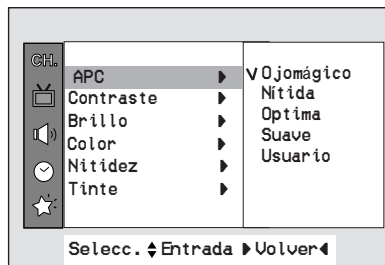 CH.
APC
Contraste
Brillo
Color
Nitidez
Tinte
Ojomágico
Nítida
Optima
Suave
Usuario
Selecc. Entrada Volver